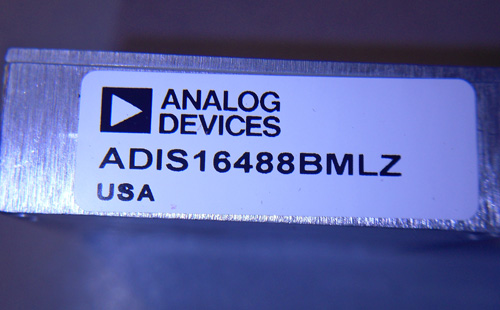 ANALOG
DEVICES
ADIS16488BMLZ
USA